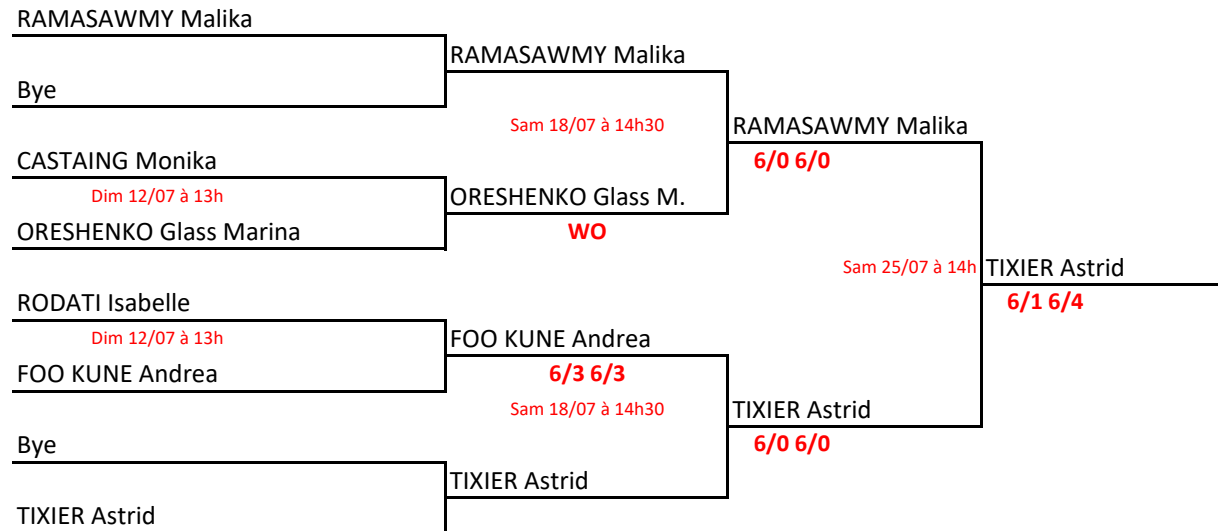 RAMASAWMY Malika
RAMASAWMY Malika
Bye
Sam 18/07 à 14h30
RAMASAWMY Malika
CASTAING Monika
6/0 6/0
Dim 12/07 à 13h
ORESHENKO Glass M.
ORESHENKO Glass Marina
WO
Sam 25/07 à 14h
TIXIER Astrid
RODATI Isabelle
6/1 6/4
Dim 12/07 à 13h
FOO KUNE Andrea
FOO KUNE Andrea
6/3 6/3
Sam 18/07 à 14h30
TIXIER Astrid
Bye
6/0 6/0
TIXIER Astrid
TIXIER Astrid